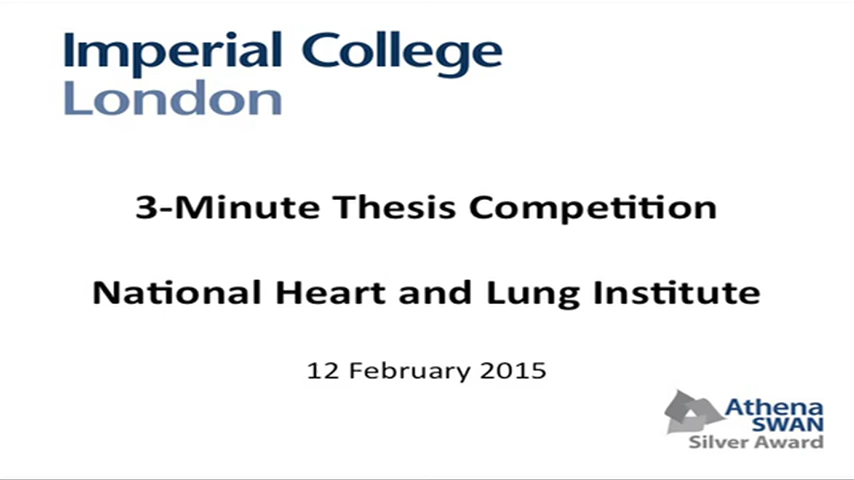 Imperial College
London
3-Minute Thesis Competition
National Heart and Lung Institute
12 February 2015
Athena
SWAN
Silver Award